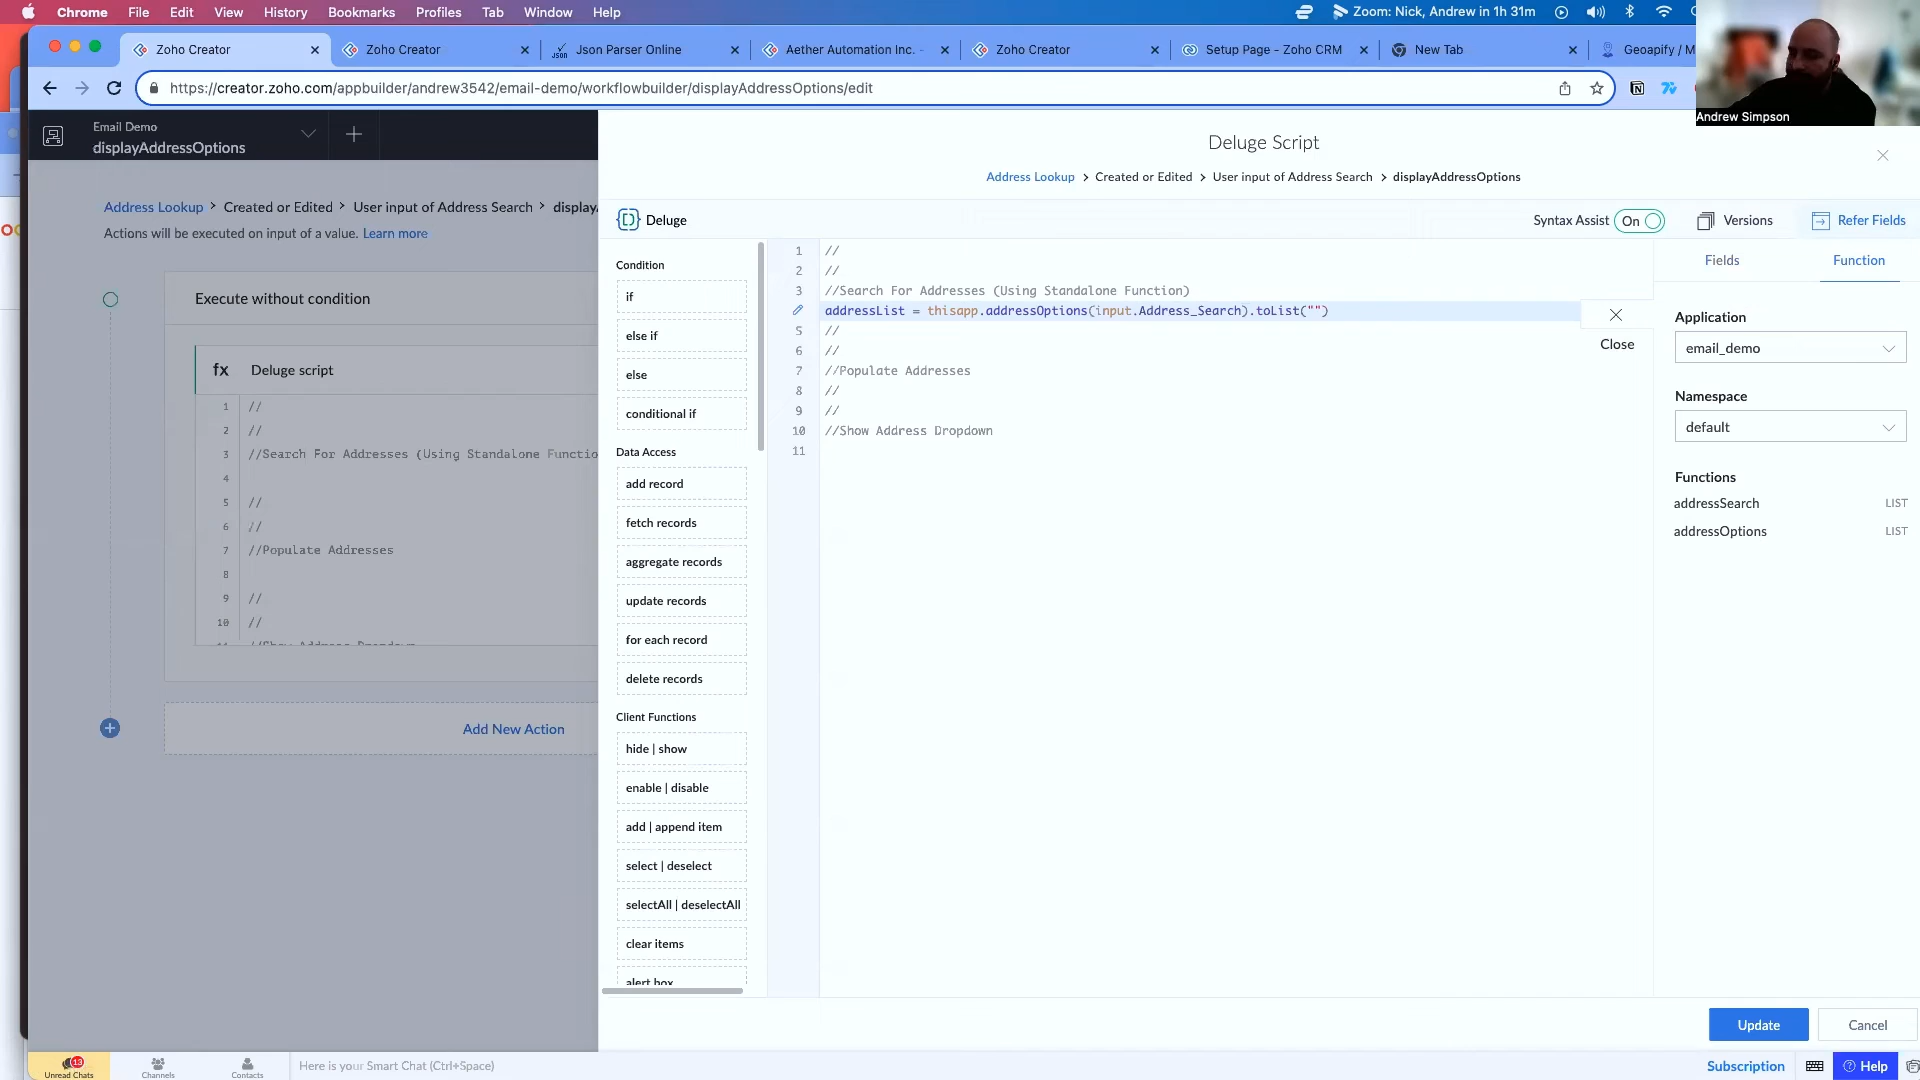 Chrome File Edit View History Bookmarks Profiles Tab Window Help
Zoom: Nick, Andrew in 1h 31m
Zoho Creator
Zoho Creator
Json Parser Online
Aether Automation Inc. -
Zoho Creator
Setup Page - Zoho CRM
New Tab
Geoapify / M
https://creator.zoho.com/appbuilder/andrew3542/email-demo/workflowbuilder/displayAddressOptions/edit
Andrew Simpson
Email Demo
displayAddressOptions
Address Lookup > Created or Edited > User input of Address Search > display
Actions will be executed on input of a value. Learn more
Execute without condition
fx Deluge script
1 //
2 //
3 //Search For Addresses (Using Standalone Functio
4
5 //
6 //
7 //Populate Addresses
8
9 //
10 //
11 //Show Address Dropdown
Add New Action
Deluge Script
Address Lookup > Created or Edited > User input of Address Search > displayAddressOptions
Deluge
Syntax Assist On
Versions
Refer Fields
Condition
if
else if
else
conditional if
Data Access
add record
fetch records
aggregate records
update records
for each record
delete records
Client Functions
hide | show
enable | disable
add | append item
select | deselect
selectAll | deselectAll
clear items
alert box
1 //
2 //
3 //Search For Addresses (Using Standalone Function)
addressList = thisapp.addressOptions(input.Address_Search).toList("")
5 //
6 //
7 //Populate Addresses
8 //
9 //
10 //Show Address Dropdown
11
Close
Fields
Function
Application
email_demo
Namespace
default
Functions
addressSearch LIST
addressOptions LIST
Update
Cancel
13
Unread Chats
Channels
Contacts
Here is your Smart Chat (Ctrl+Space)
Subscription
Help